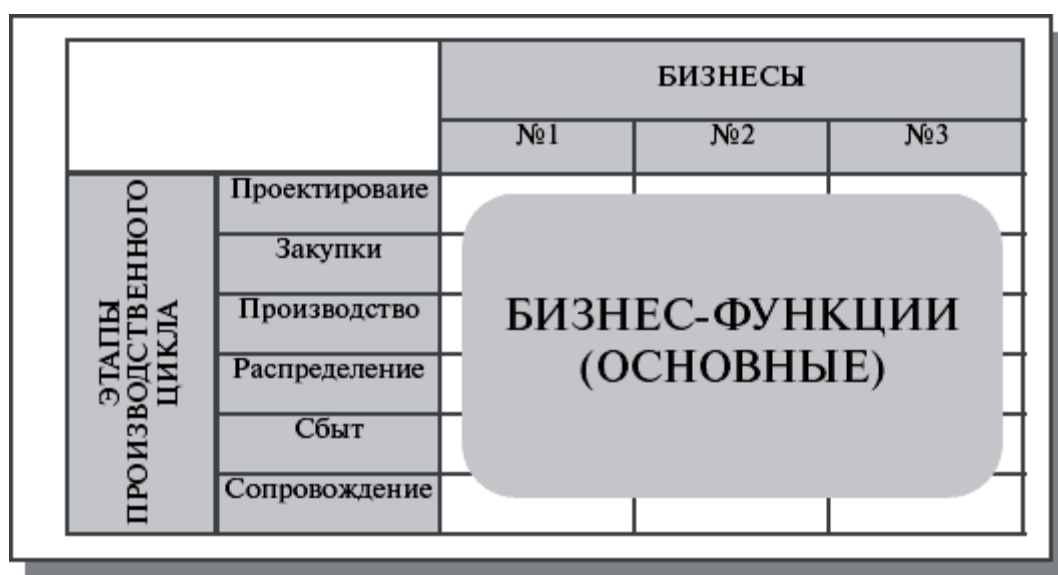 БИЗНЕСЫ
№1 №2 №3
ЭТАПЫ
ПРОИЗВОДСТВЕННОГО
ЦИКЛА
Проектироваие
Закупки
Производство
Распределение
Сбыт
Сопровождение
БИЗНЕС-ФУНКЦИИ
(ОСНОВНЫЕ)